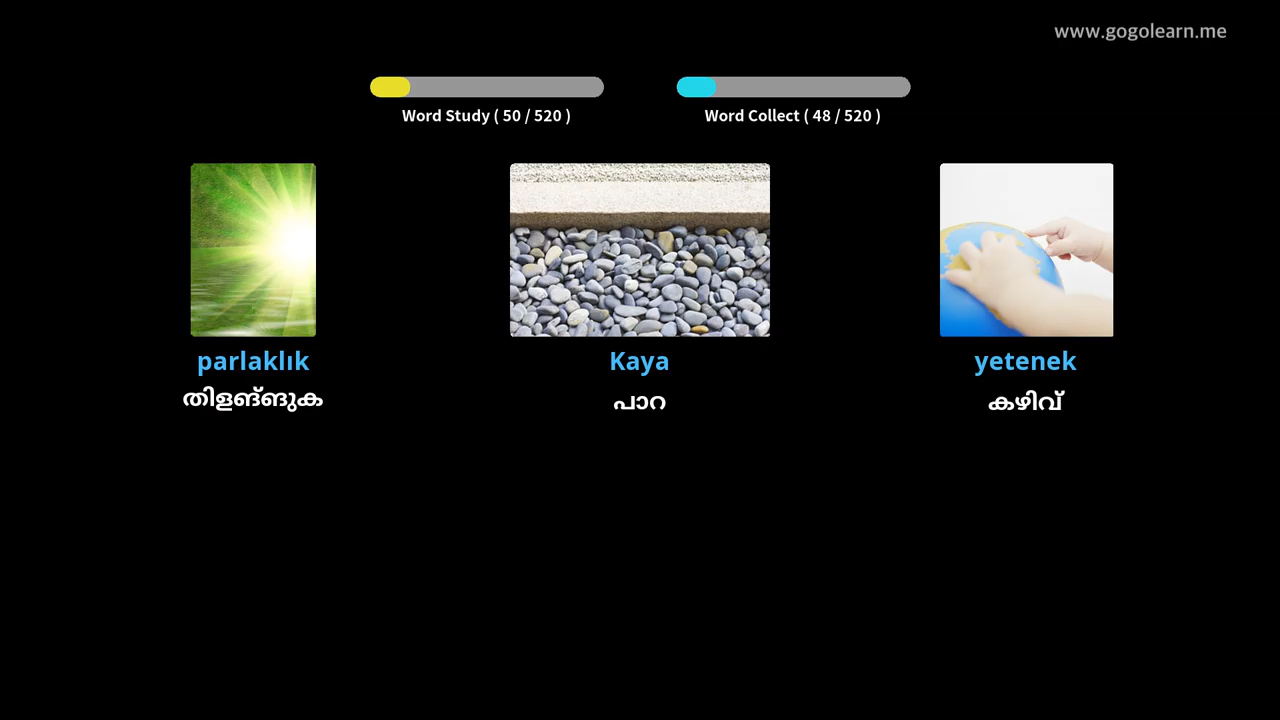 www.gogolearn.me
Word Study ( 50 / 520 )
Word Collect ( 48 / 520 )
parlaklık
Kaya
yetenek
തിളങ്ങുക
പാറ
കഴിവ്